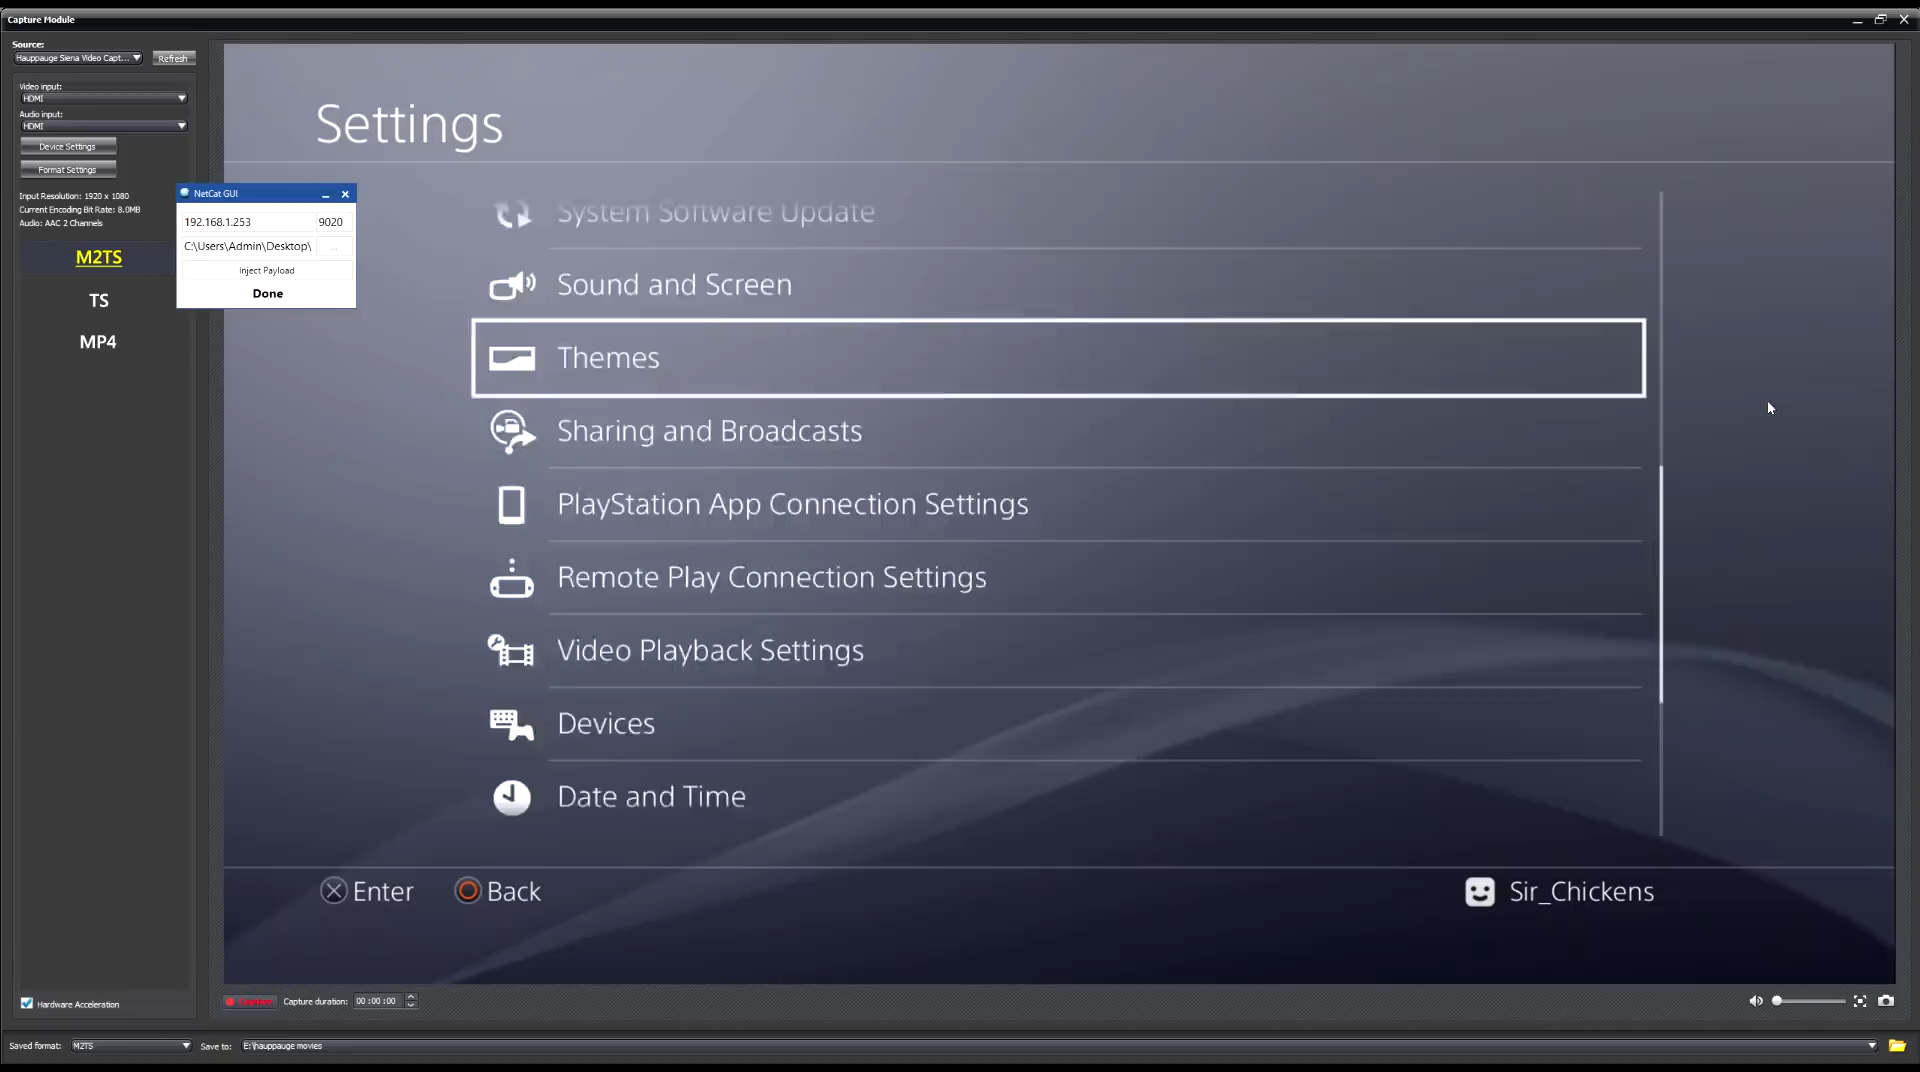 Capture Module
Source:
Hauppauge Siena Video Capt...
Refresh
Video input:
HDMI
Audio input:
HDMI
Device Settings
Format Settings
Input Resolution: 1920 x 1080
Current Encoding Bit Rate: 8.0MB
Audio: AAC 2 Channels
M2TS
TS
MP4
NetCat GUI
192.168.1.253 9020
C:\Users\Admin\Desktop\ ...
Inject Payload
Done
Settings
System Software Update
Sound and Screen
Themes
Sharing and Broadcasts
PlayStation App Connection Settings
Remote Play Connection Settings
Video Playback Settings
Devices
Date and Time
Enter Back
Sir_Chickens
Hardware Acceleration
Capture
Capture duration: 00:00:00
Saved format: M2TS
Save to: E:\hauppauge movies